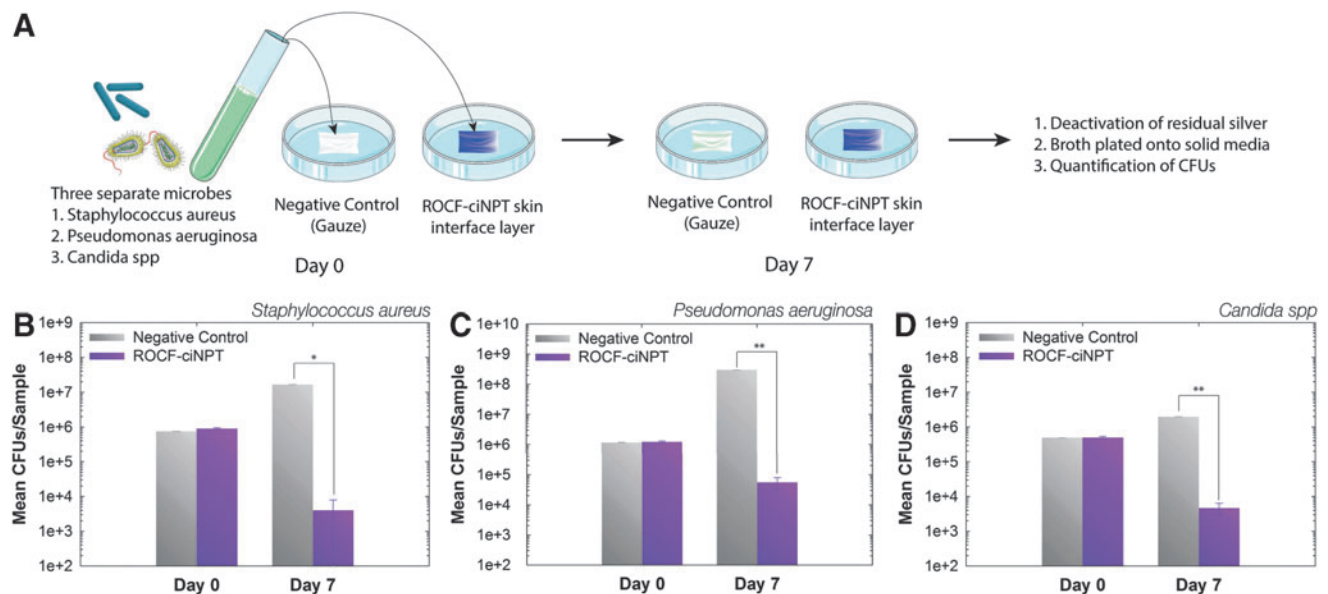 A
Three separate microbes
1. Staphylococcus aureus
2. Pseudomonas aeruginosa
3. Candida spp
Negative Control
(Gauze)
ROCF-ciNPT skin
interface layer
Day 0
Negative Control
(Gauze)
ROCF-ciNPT skin
interface layer
Day 7
1. Deactivation of residual silver
2. Broth plated onto solid media
3. Quantification of CFUs
B
Staphylococcus aureus
Mean CFUs/Sample
1e+9
1e+8
1e+7
1e+6
1e+5
1e+4
1e+3
1e+2
Negative Control
ROCF-ciNPT
*
Day 0
Day 7
C
Pseudomonas aeruginosa
Mean CFUs/Sample
1e+10
1e+9
1e+8
1e+7
1e+6
1e+5
1e+4
1e+3
1e+2
Negative Control
ROCF-ciNPT
**
Day 0
Day 7
D
Candida spp
Mean CFUs/Sample
1e+9
1e+8
1e+7
1e+6
1e+5
1e+4
1e+3
1e+2
Negative Control
ROCF-ciNPT
**
Day 0
Day 7